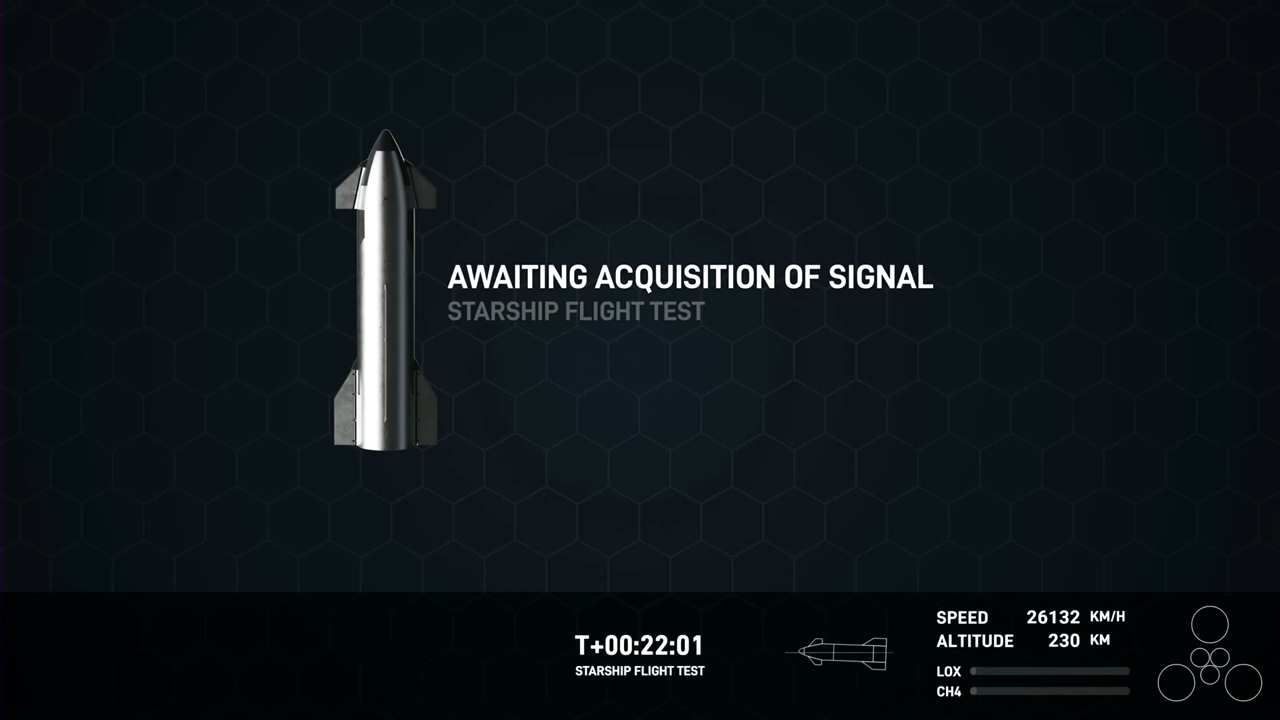 AWAITING ACQUISITION OF SIGNAL
STARSHIP FLIGHT TEST
T+00:22:01
STARSHIP FLIGHT TEST
SPEED 26132 KM/H
ALTITUDE 230 KM
LOX
CH4